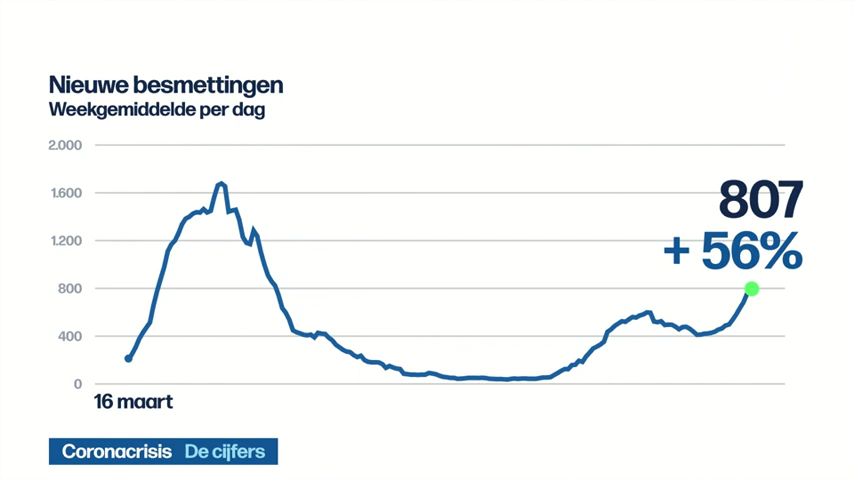 Nieuwe besmettingen
Weekgemiddelde per dag
2.000
1.600
1.200
800
400
0
807
+ 56%
16 maart
Coronacrisis De cijfers